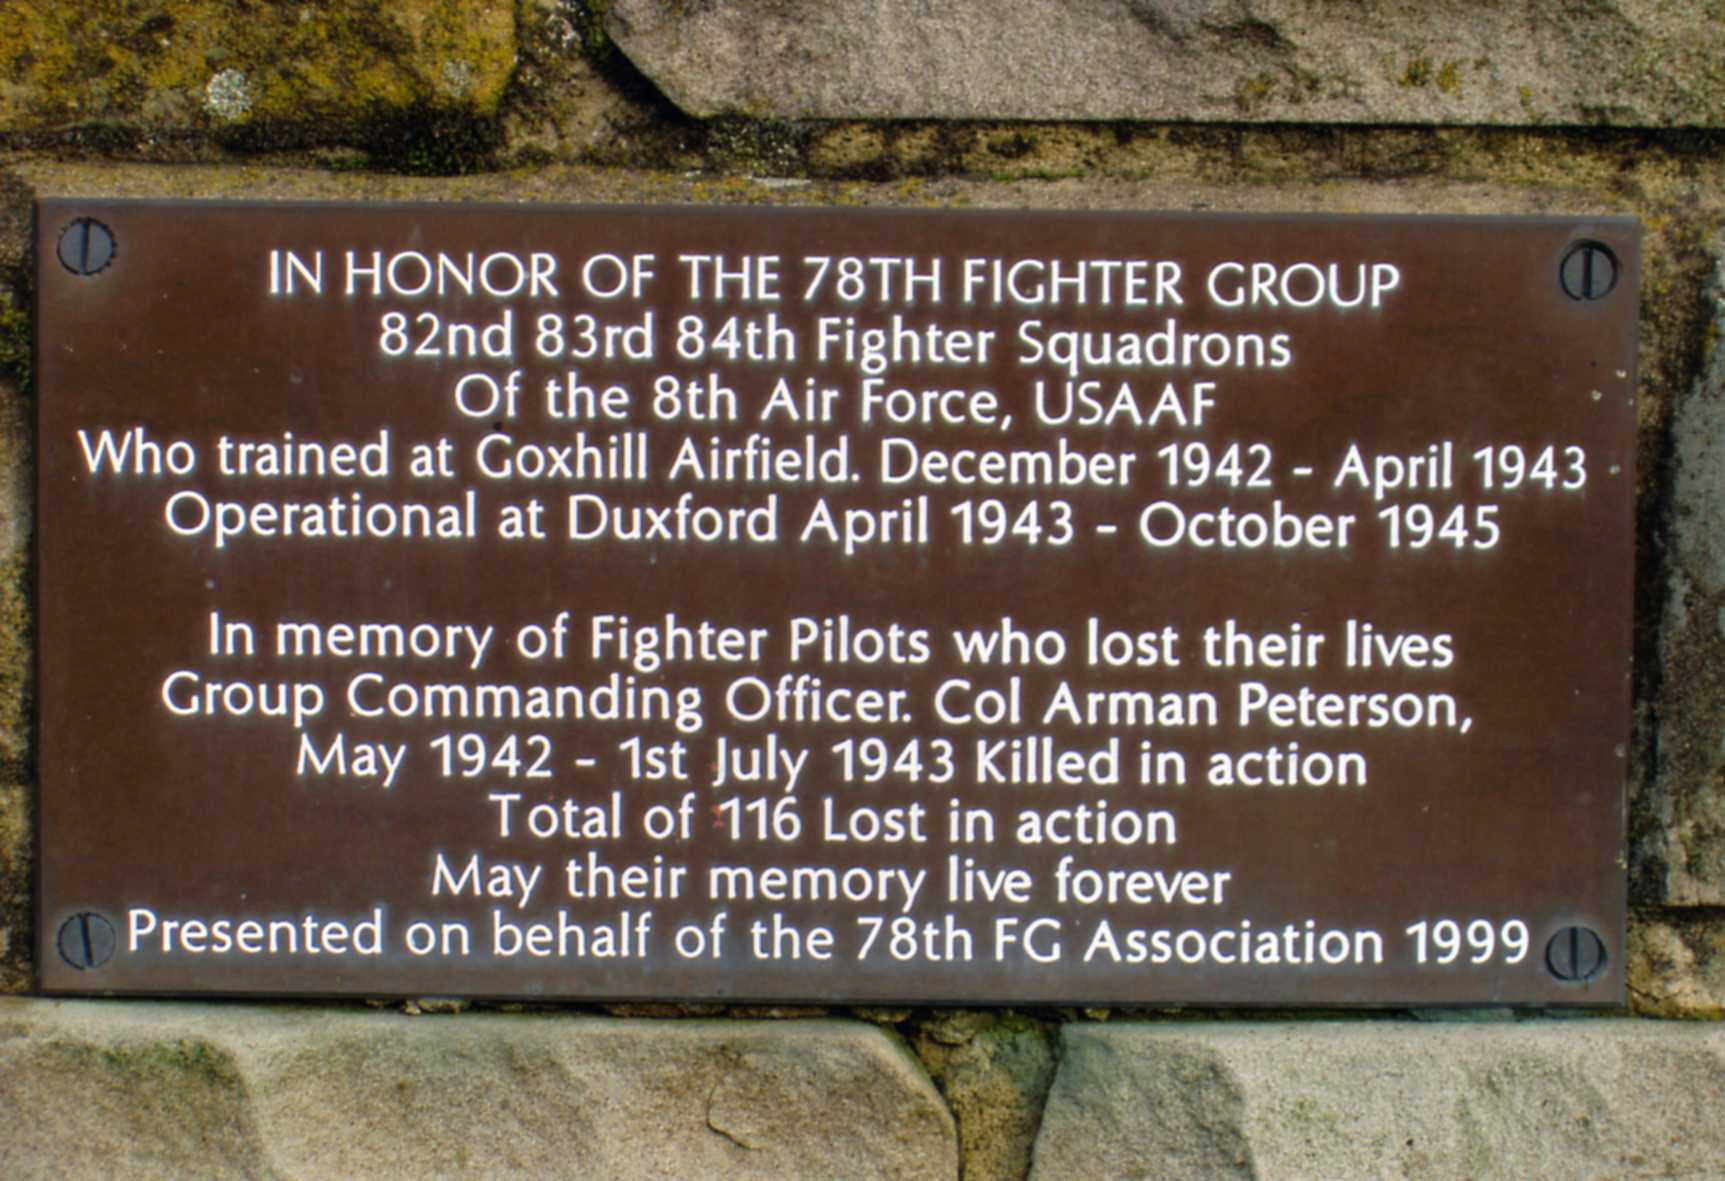 IN HONOR OF THE 78TH FIGHTER GROUP
82nd 83rd 84th Fighter Squadrons
Of the 8th Air Force, USAAF
Who trained at Goxhill Airfield. December 1942 - April 1943
Operational at Duxford April 1943 - October 1945
In memory of Fighter Pilots who lost their lives
Group Commanding Officer. Col Arman Peterson,
May 1942 - 1st July 1943 Killed in action
Total of 116 Lost in action
May their memory live forever
Presented on behalf of the 78th FG Association 1999